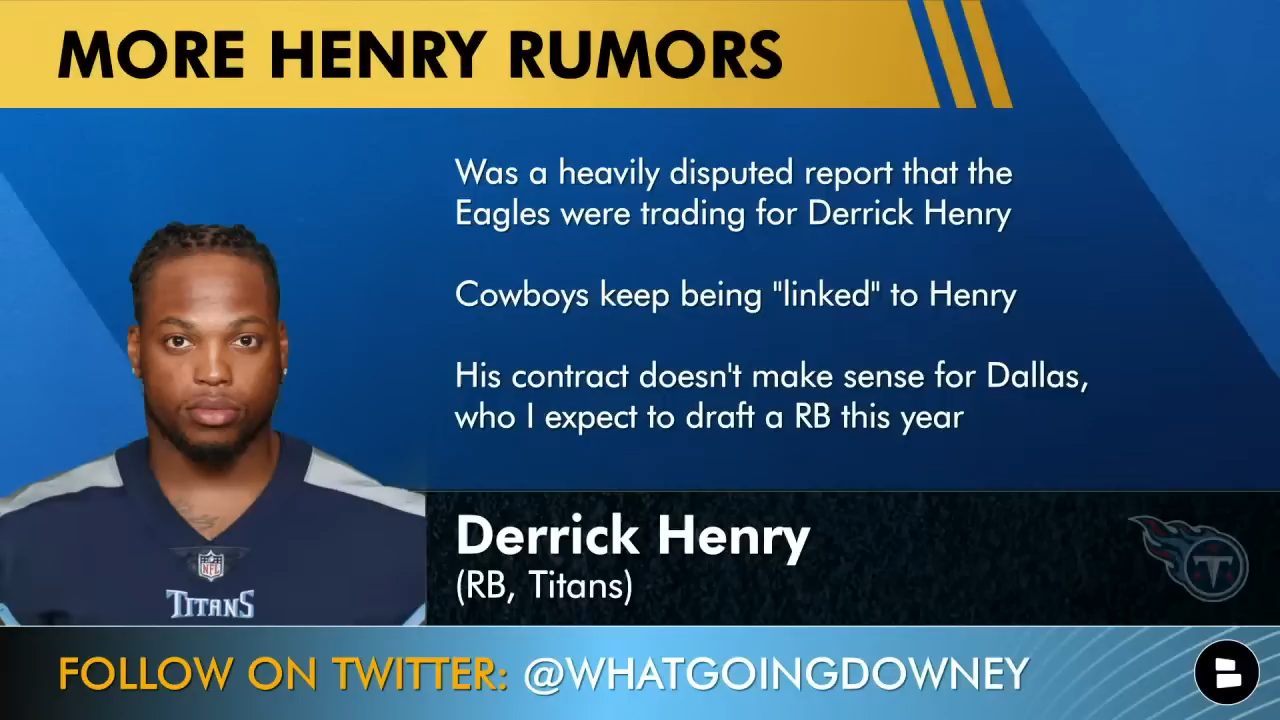 MORE HENRY RUMORS
Was a heavily disputed report that the
Eagles were trading for Derrick Henry
Cowboys keep being "linked" to Henry
His contract doesn't make sense for Dallas,
who I expect to draft a RB this year
NFL
TITANS
Derrick Henry
(RB, Titans)
T
FOLLOW ON TWITTER: @WHATGOINGDOWNEY